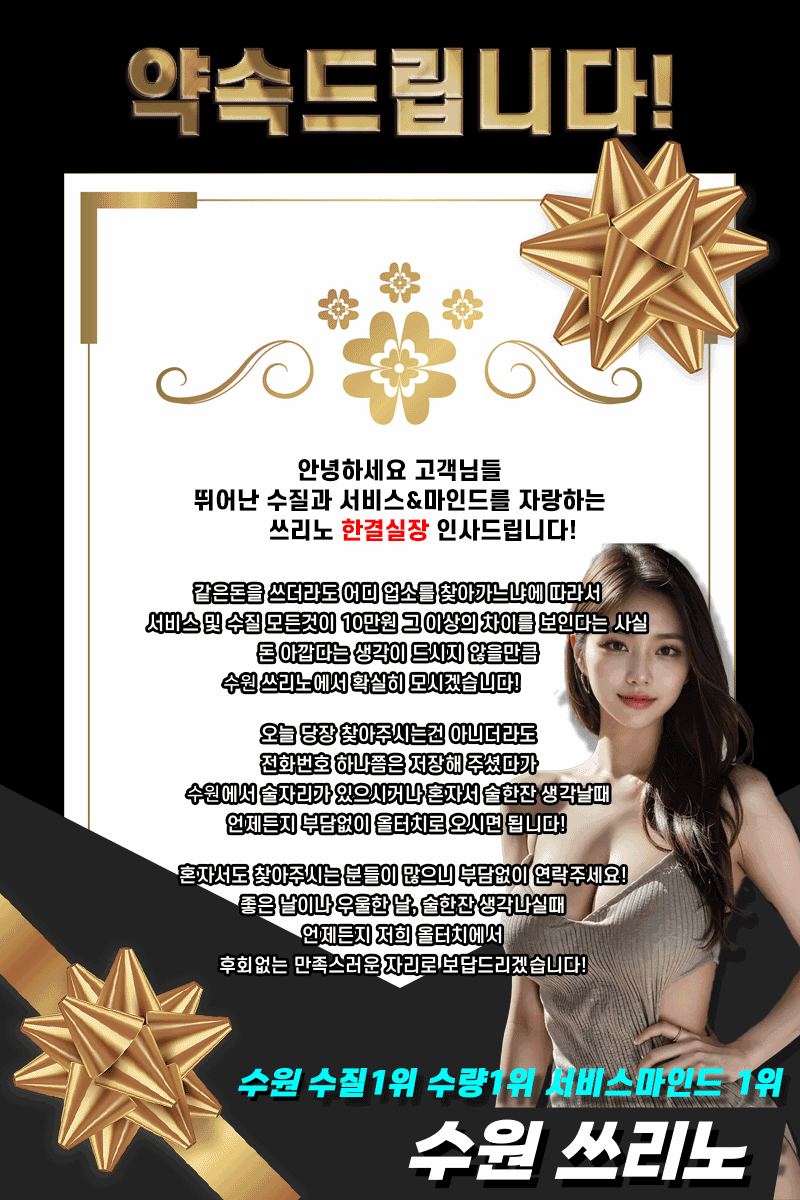 약속드립니다!
안녕하세요 고객님들
뛰어난 수질과 서비스&마인드를 자랑하는
쓰리노 한결실장 인사드립니다!
같은돈을 쓰더라도 어디 업소를 찾아가느냐에 따라서
서비스 및 수질 모든것이 10만원 그 이상의 차이를 보인다는 사실
돈 아깝다는 생각이 드시지 않을만큼
수원 쓰리노에서 확실히 모시겠습니다!
오늘 당장 찾아주시는건 아니더라도
전화번호 하나쯤은 저장해 주셨다가
수원에서 술자리가 있으시거나 혼자서 술한잔 생각날때
언제든지 부담없이 올터치로 오시면 됩니다!
혼자서도 찾아주시는 분들이 많으니 부담없이 연락주세요!
좋은 날이나 우울한 날, 술한잔 생각나실때
언제든지 저희 올터치에서
후회없는 만족스러운 자리로 보답드리겠습니다!
수원 수질1위 수량1위 서비스마인드 1위
수원 쓰리노